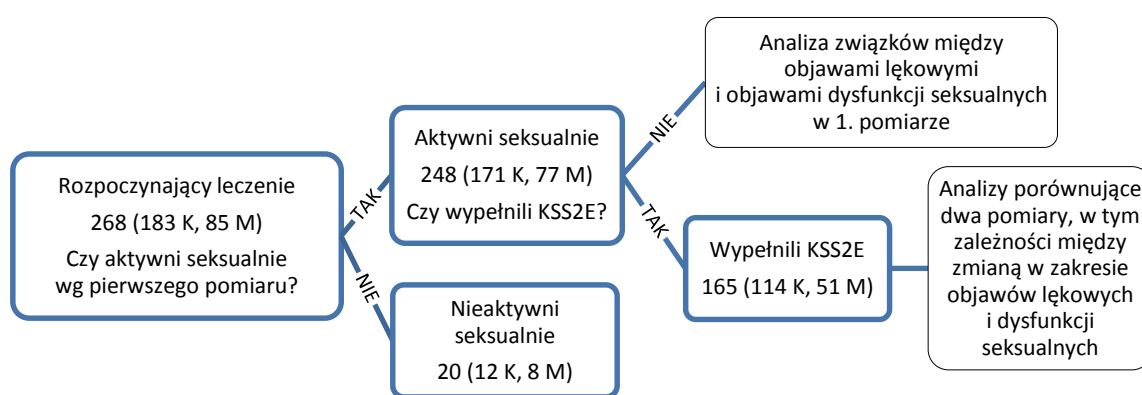 Rozpoczynający leczenie
268 (183 K, 85 M)
Czy aktywni seksualnie
wg pierwszego pomiaru?
TAK
NIE
Aktywni seksualnie
248 (171 K, 77 M)
Czy wypełnili KSS2E?
Nieaktywni
seksualnie
20 (12 K, 8 M)
NIE
TAK
Analiza związków między
objawami lękowymi
i objawami dysfunkcji seksualnych
w 1. pomiarze
Wypełnili KSS2E
165 (114 K, 51 M)
Analizy porównujące
dwa pomiary, w tym
zależności między
zmianą w zakresie
objawów lękowych
i dysfunkcji
seksualnych